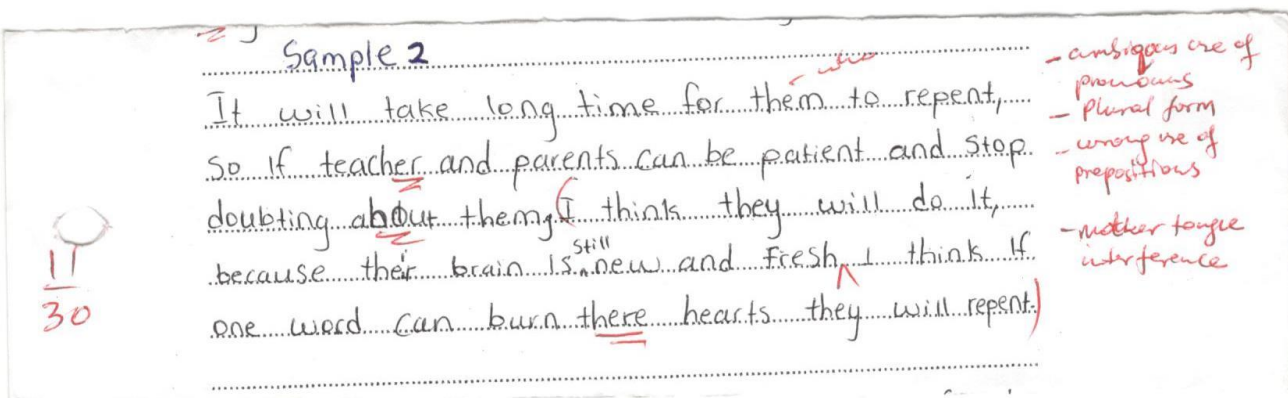 Sample 2
It will take long time for them to repent,
who
So If teacher and parents can be patient and stop
doubting about them, I think they will do It,
because their brain Is still new and fresh I think If
one word can burn there hearts they will repent.
11
30
- ambigous use of
pronouns
- Plural form
- wrong use of
prepositions
- mother tongue
interference